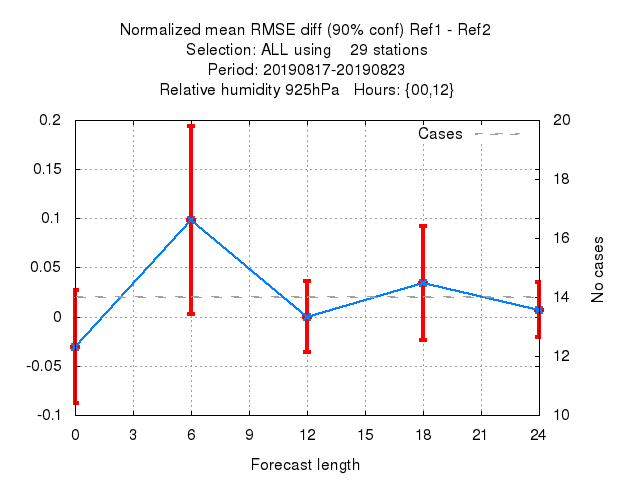 Normalized mean RMSE diff (90% conf) Ref1 - Ref2
Selection: ALL using    29 stations
Period: 20190817-20190823
Relative humidity 925hPa   Hours: {00,12}
Cases
0.2
0.15
0.1
0.05
0
-0.05
-0.1
20
18
16
14
12
10
No cases
0 3 6 9 12 15 18 21 24
Forecast length